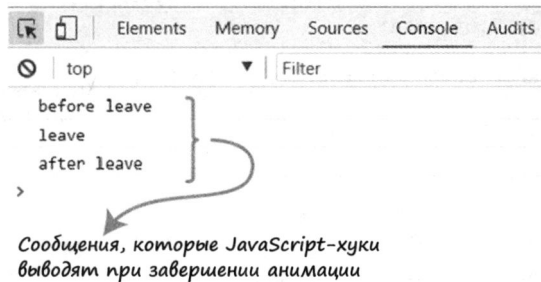 Elements Memory Sources Console Audits
top Filter
before leave
leave
after leave
>
Сообщения, которые JavaScript-хуки
выводят при завершении анимации